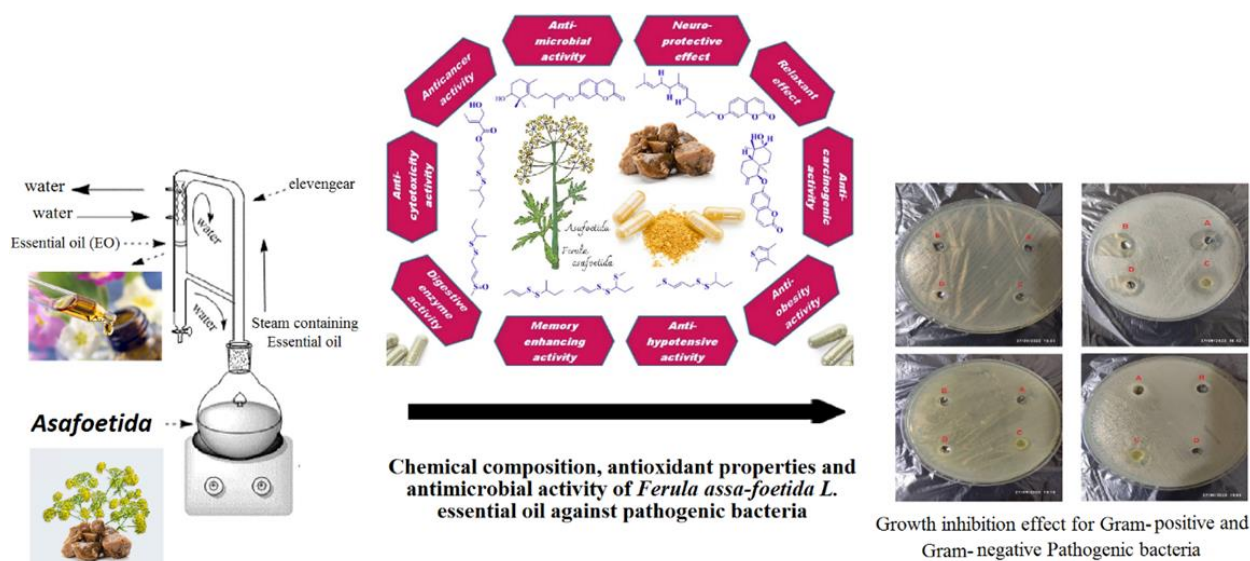 water
water
Essential oil (EO)
water
water
elevengear
Steam containing
Essential oil
Asafoetida
Anti-
microbial
activity
Neuro-
protective
effect
Relaxant
effect
Anti-
carcinogenic
activity
Anti-
obesity
activity
Anti-
hypotensive
activity
Memory
enhancing
activity
Digestive
enzyme
activity
Anti-
cytotoxicity
activity
Anticancer
activity
Asafoetida
Ferula
asafoetida
Chemical composition, antioxidant properties and
antimicrobial activity of Ferula assa-foetida L.
essential oil against pathogenic bacteria
B
A
D
C
A
B
C
D
Growth inhibition effect for Gram-positive and
Gram- negative Pathogenic bacteria